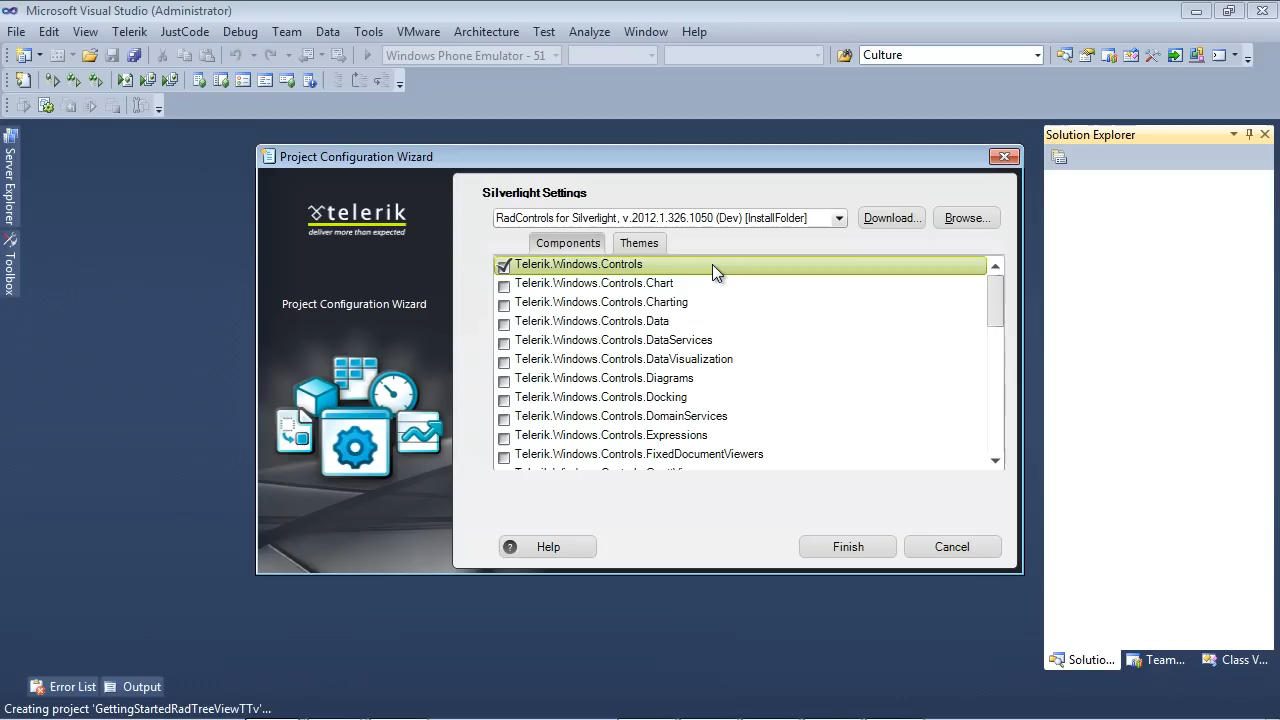 Microsoft Visual Studio (Administrator)
File Edit View Telerik JustCode Debug Team Data Tools VMware Architecture Test Analyze Window Help
Windows Phone Emulator - 51 Culture
Server Explorer
Toolbox
Solution Explorer
Project Configuration Wizard
telerik
deliver more than expected
Project Configuration Wizard
Silverlight Settings
RadControls for Silverlight, v.2012.1.326.1050 (Dev) [InstallFolder] Download... Browse...
Components Themes
Telerik.Windows.Controls
Telerik.Windows.Controls.Chart
Telerik.Windows.Controls.Charting
Telerik.Windows.Controls.Data
Telerik.Windows.Controls.DataServices
Telerik.Windows.Controls.DataVisualization
Telerik.Windows.Controls.Diagrams
Telerik.Windows.Controls.Docking
Telerik.Windows.Controls.DomainServices
Telerik.Windows.Controls.Expressions
Telerik.Windows.Controls.FixedDocumentViewers
? Help Finish Cancel
Solutio... Team... Class V...
Error List Output
Creating project 'GettingStartedRadTreeViewTTv'...